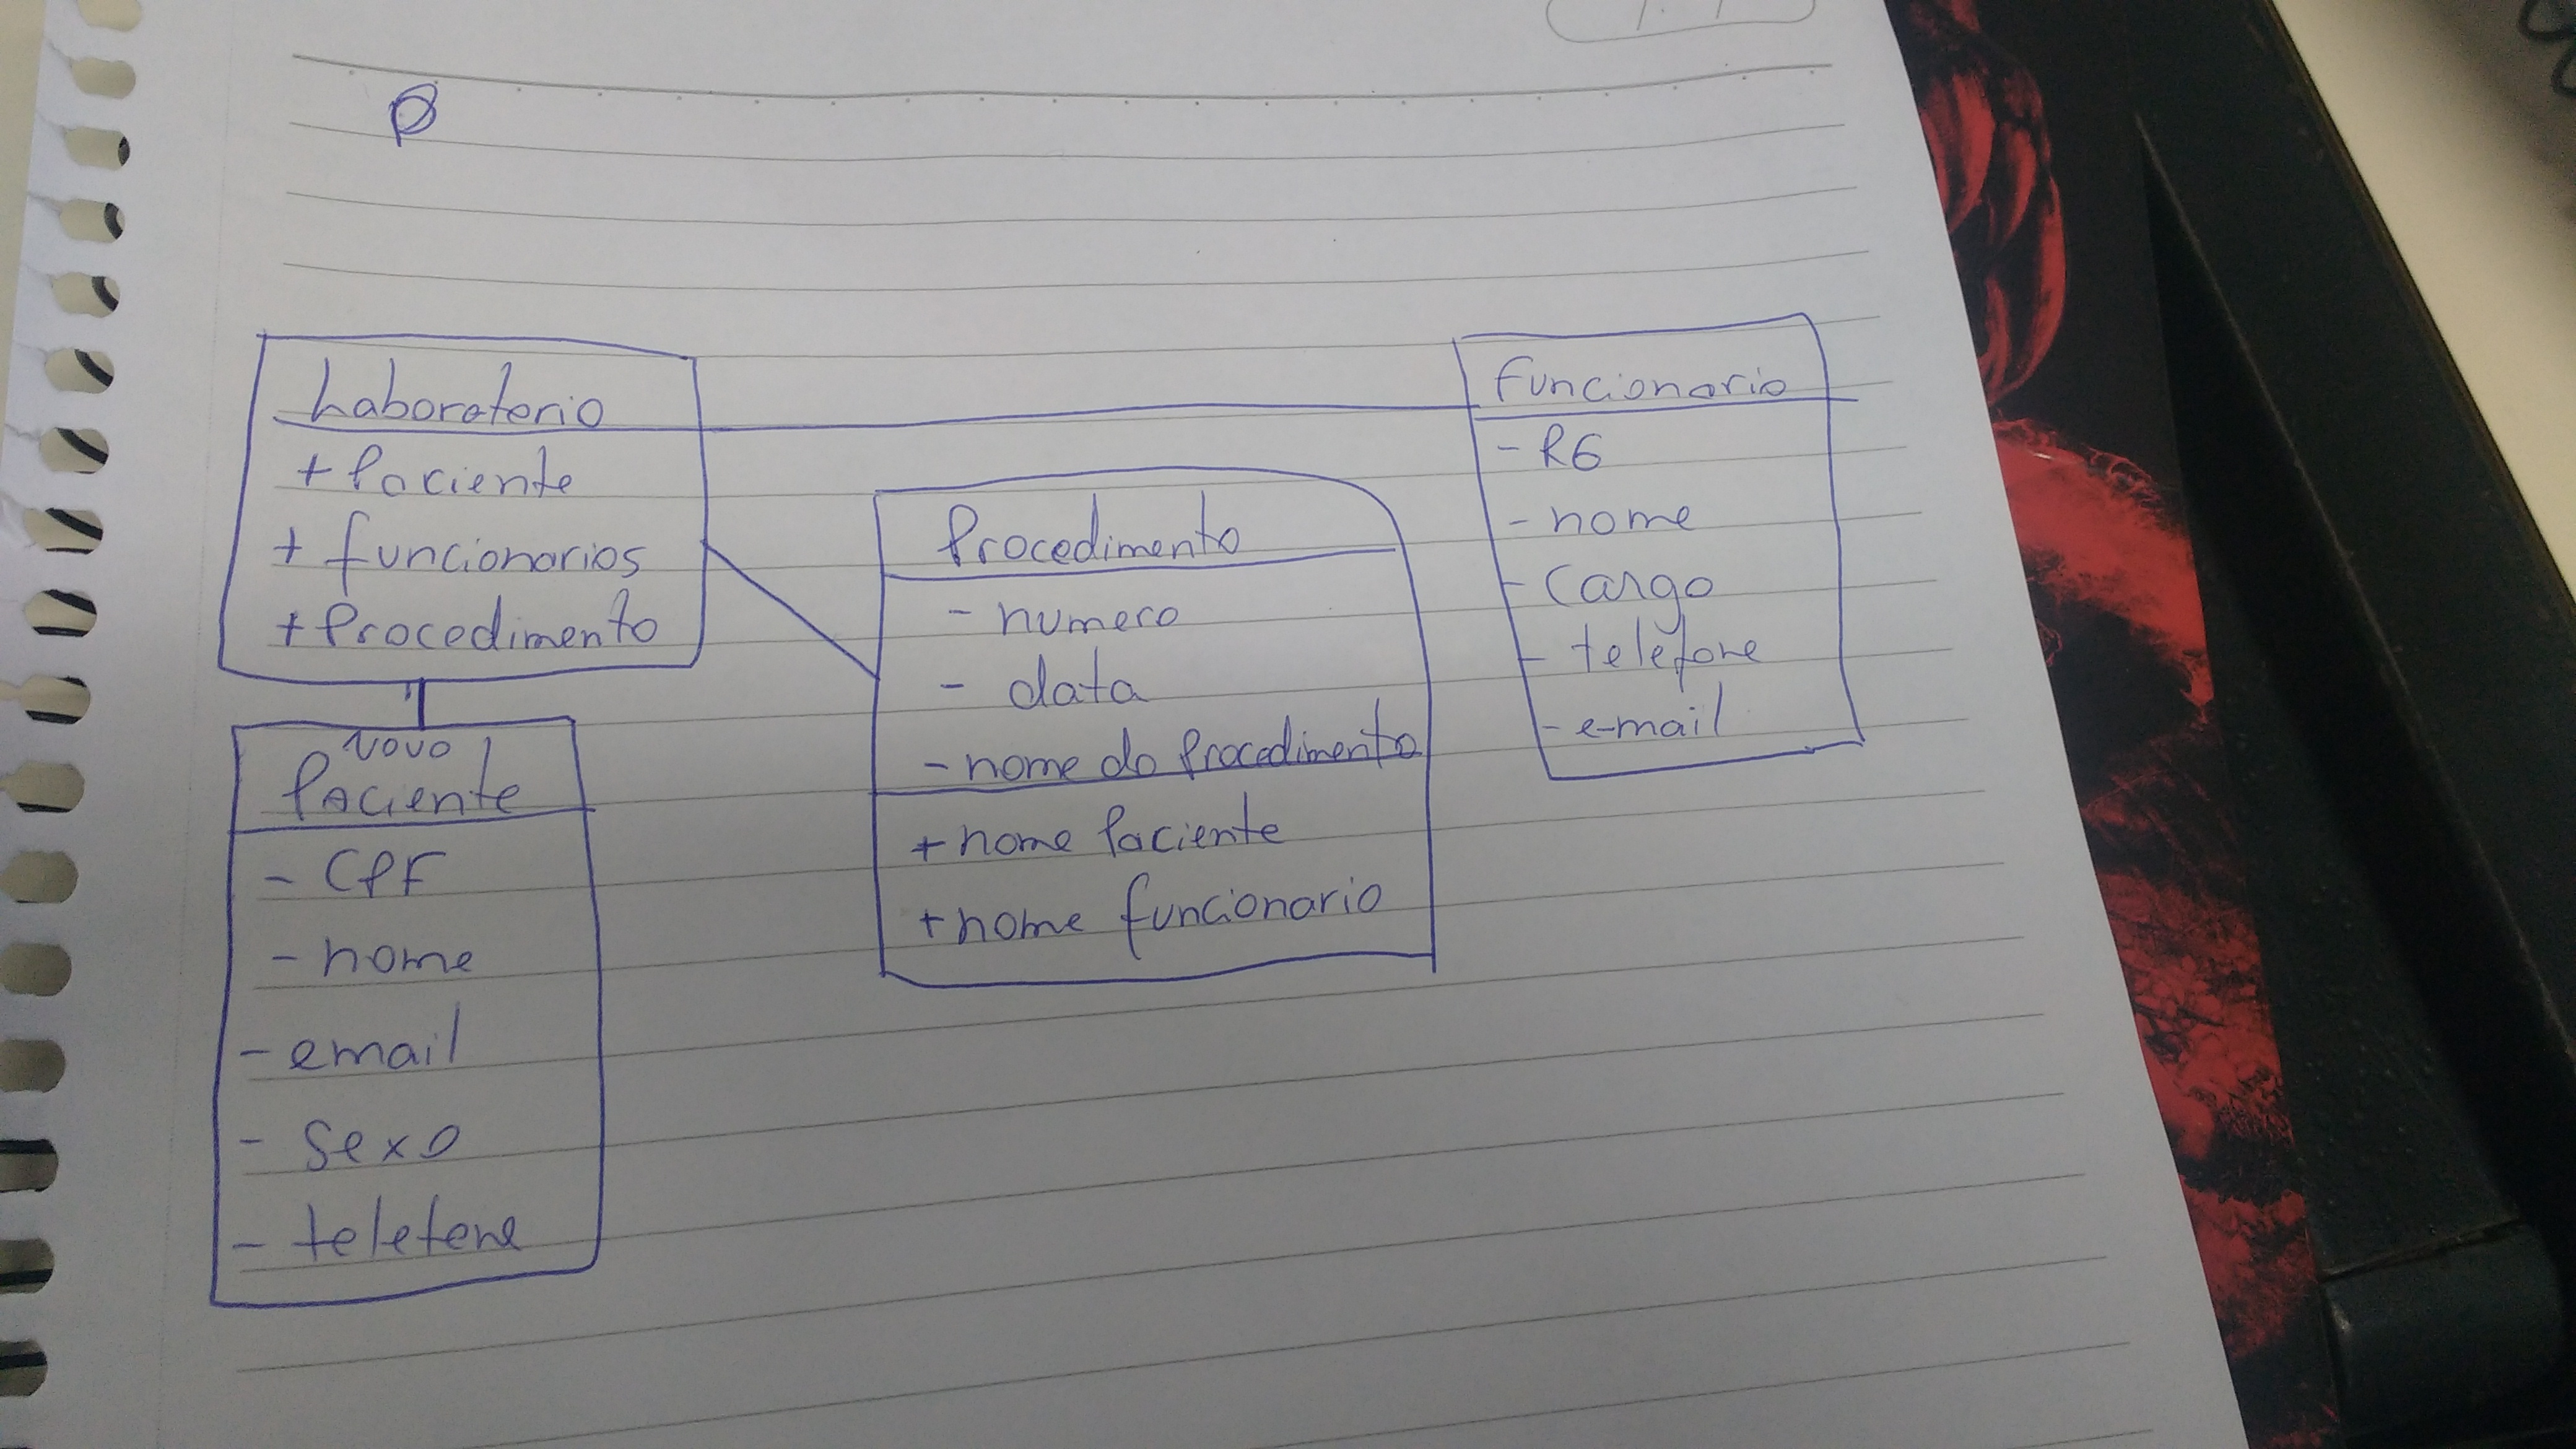 Laboratorio
+ Paciente
+ funcionarios
+ Procedimento
Novo
Paciente
- CPF
- nome
- email
- sexo
- telefone
Procedimento
- numero
- data
- nome do Procedimento
+ nome Paciente
+ nome funcionario
funcionario
- RG
- nome
- Cargo
- telefone
- e-mail